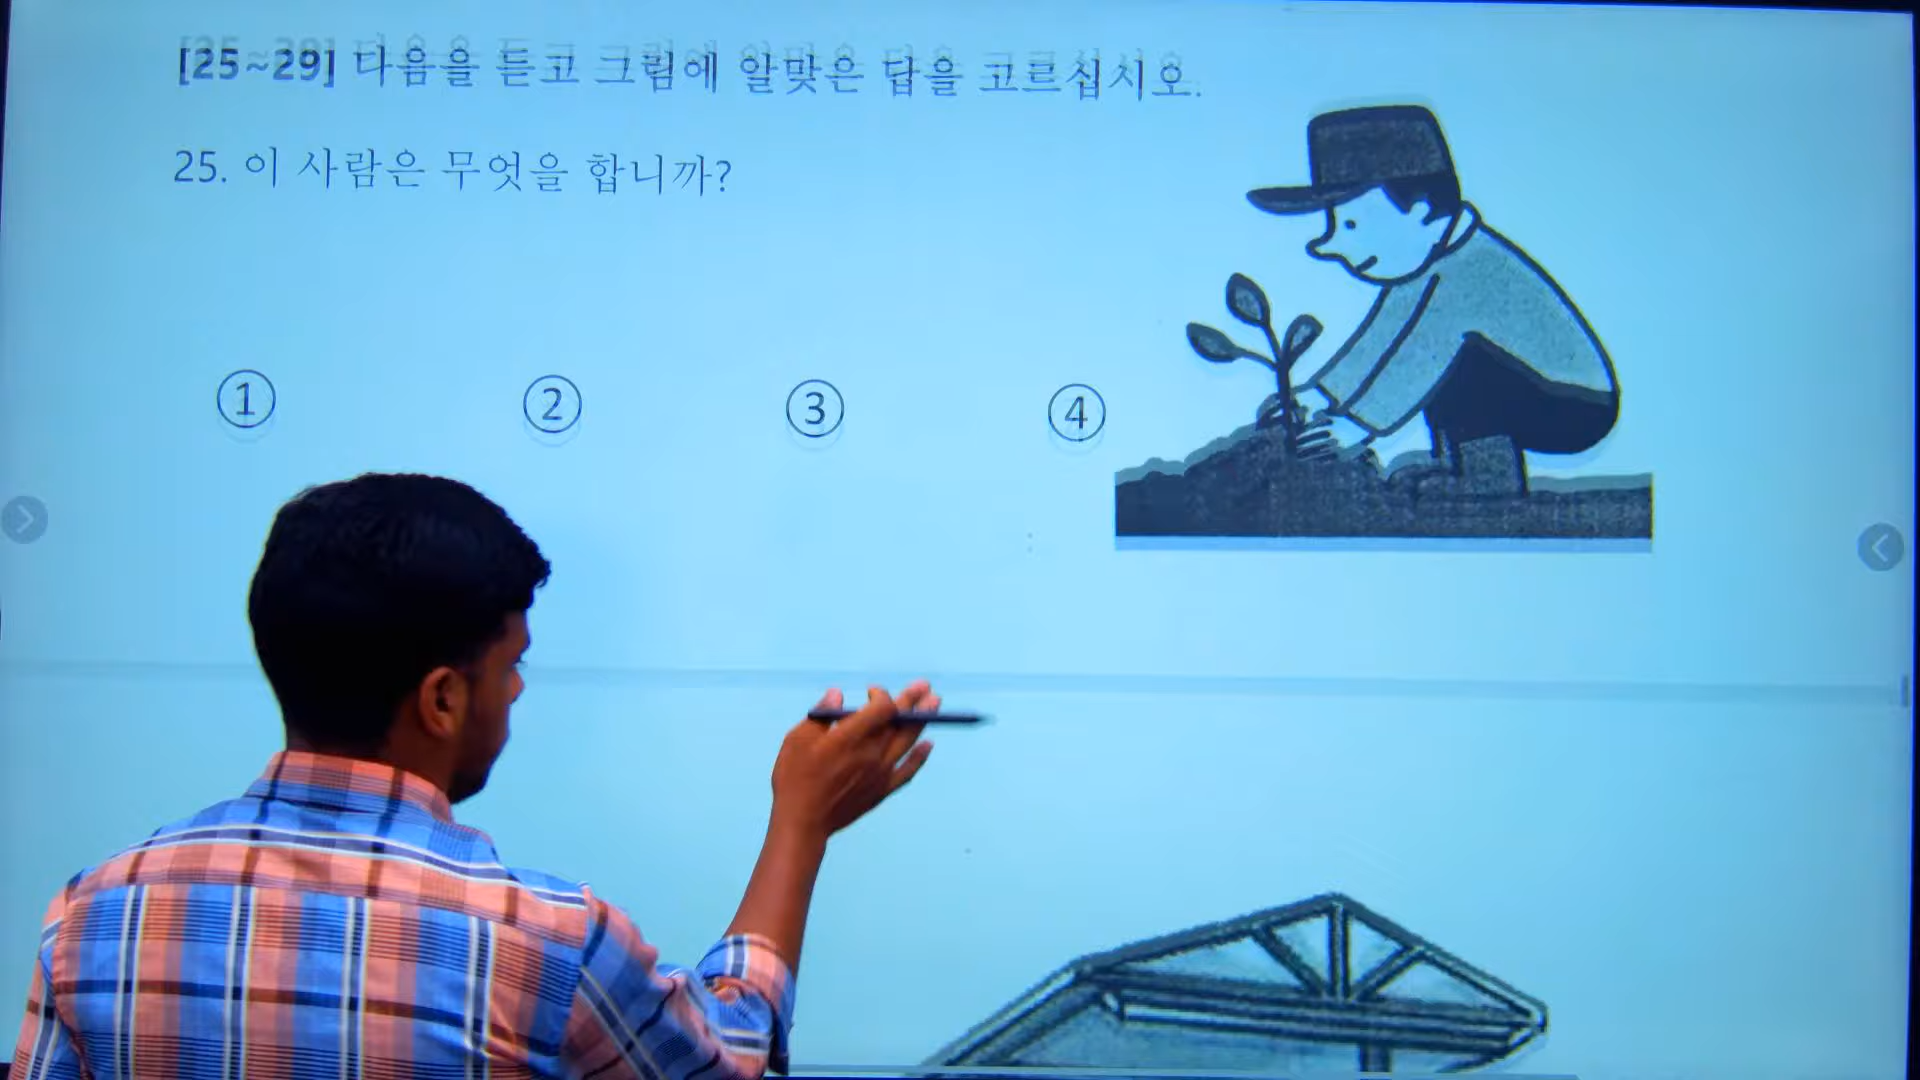 [25~29] 다음을 듣고 그림에 알맞은 답을 고르십시오.
25. 이 사람은 무엇을 합니까?
① ② ③ ④